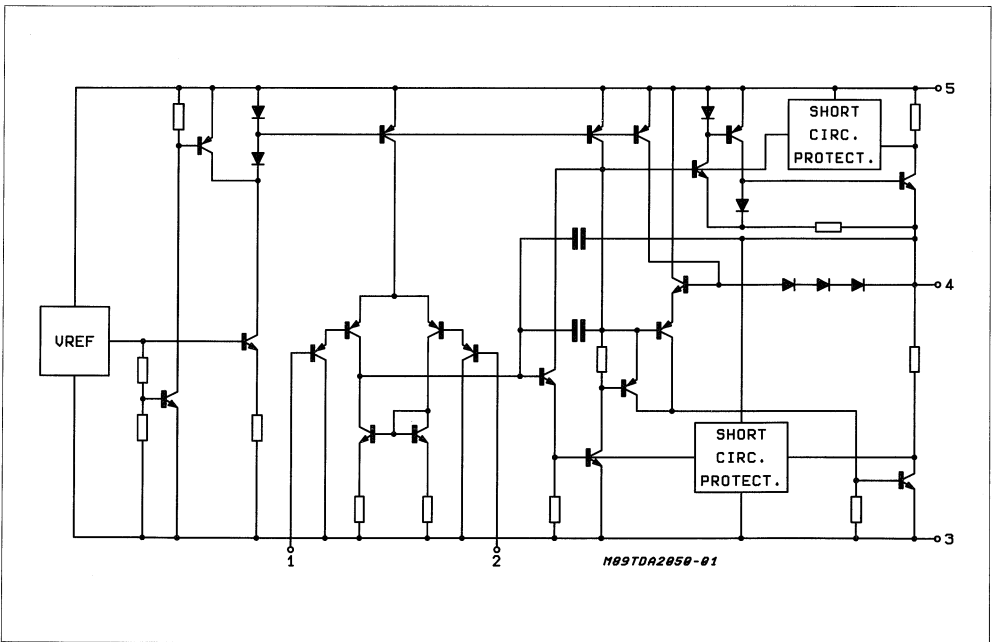 5
SHORT
CIRC.
PROTECT.
4
VREF
SHORT
CIRC.
PROTECT.
3
1
2
M89TDA2050-01